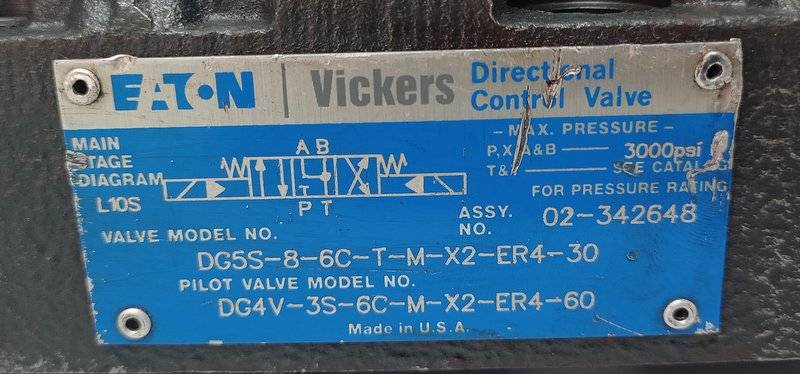 EATON | Vickers Directional Control Valve
MAIN STAGE DIAGRAM
L10S
A B
T
P T
- MAX. PRESSURE -
P,X,A&B — 3000psi
T& SEE CATALOG
FOR PRESSURE RATING
ASSY. NO. 02-342648
VALVE MODEL NO.
DG5S-8-6C-T-M-X2-ER4-30
PILOT VALVE MODEL NO.
DG4V-3S-6C-M-X2-ER4-60
Made in U.S.A.